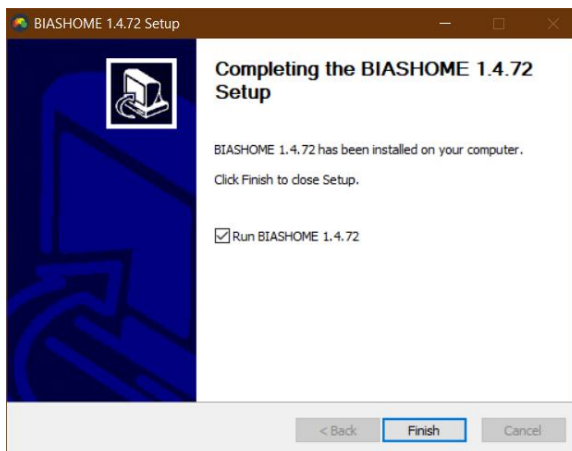 BIASHOME 1.4.72 Setup
Completing the BIASHOME 1.4.72
Setup
BIASHOME 1.4.72 has been installed on your computer.
Click Finish to close Setup.
Run BIASHOME 1.4.72
< Back Finish Cancel